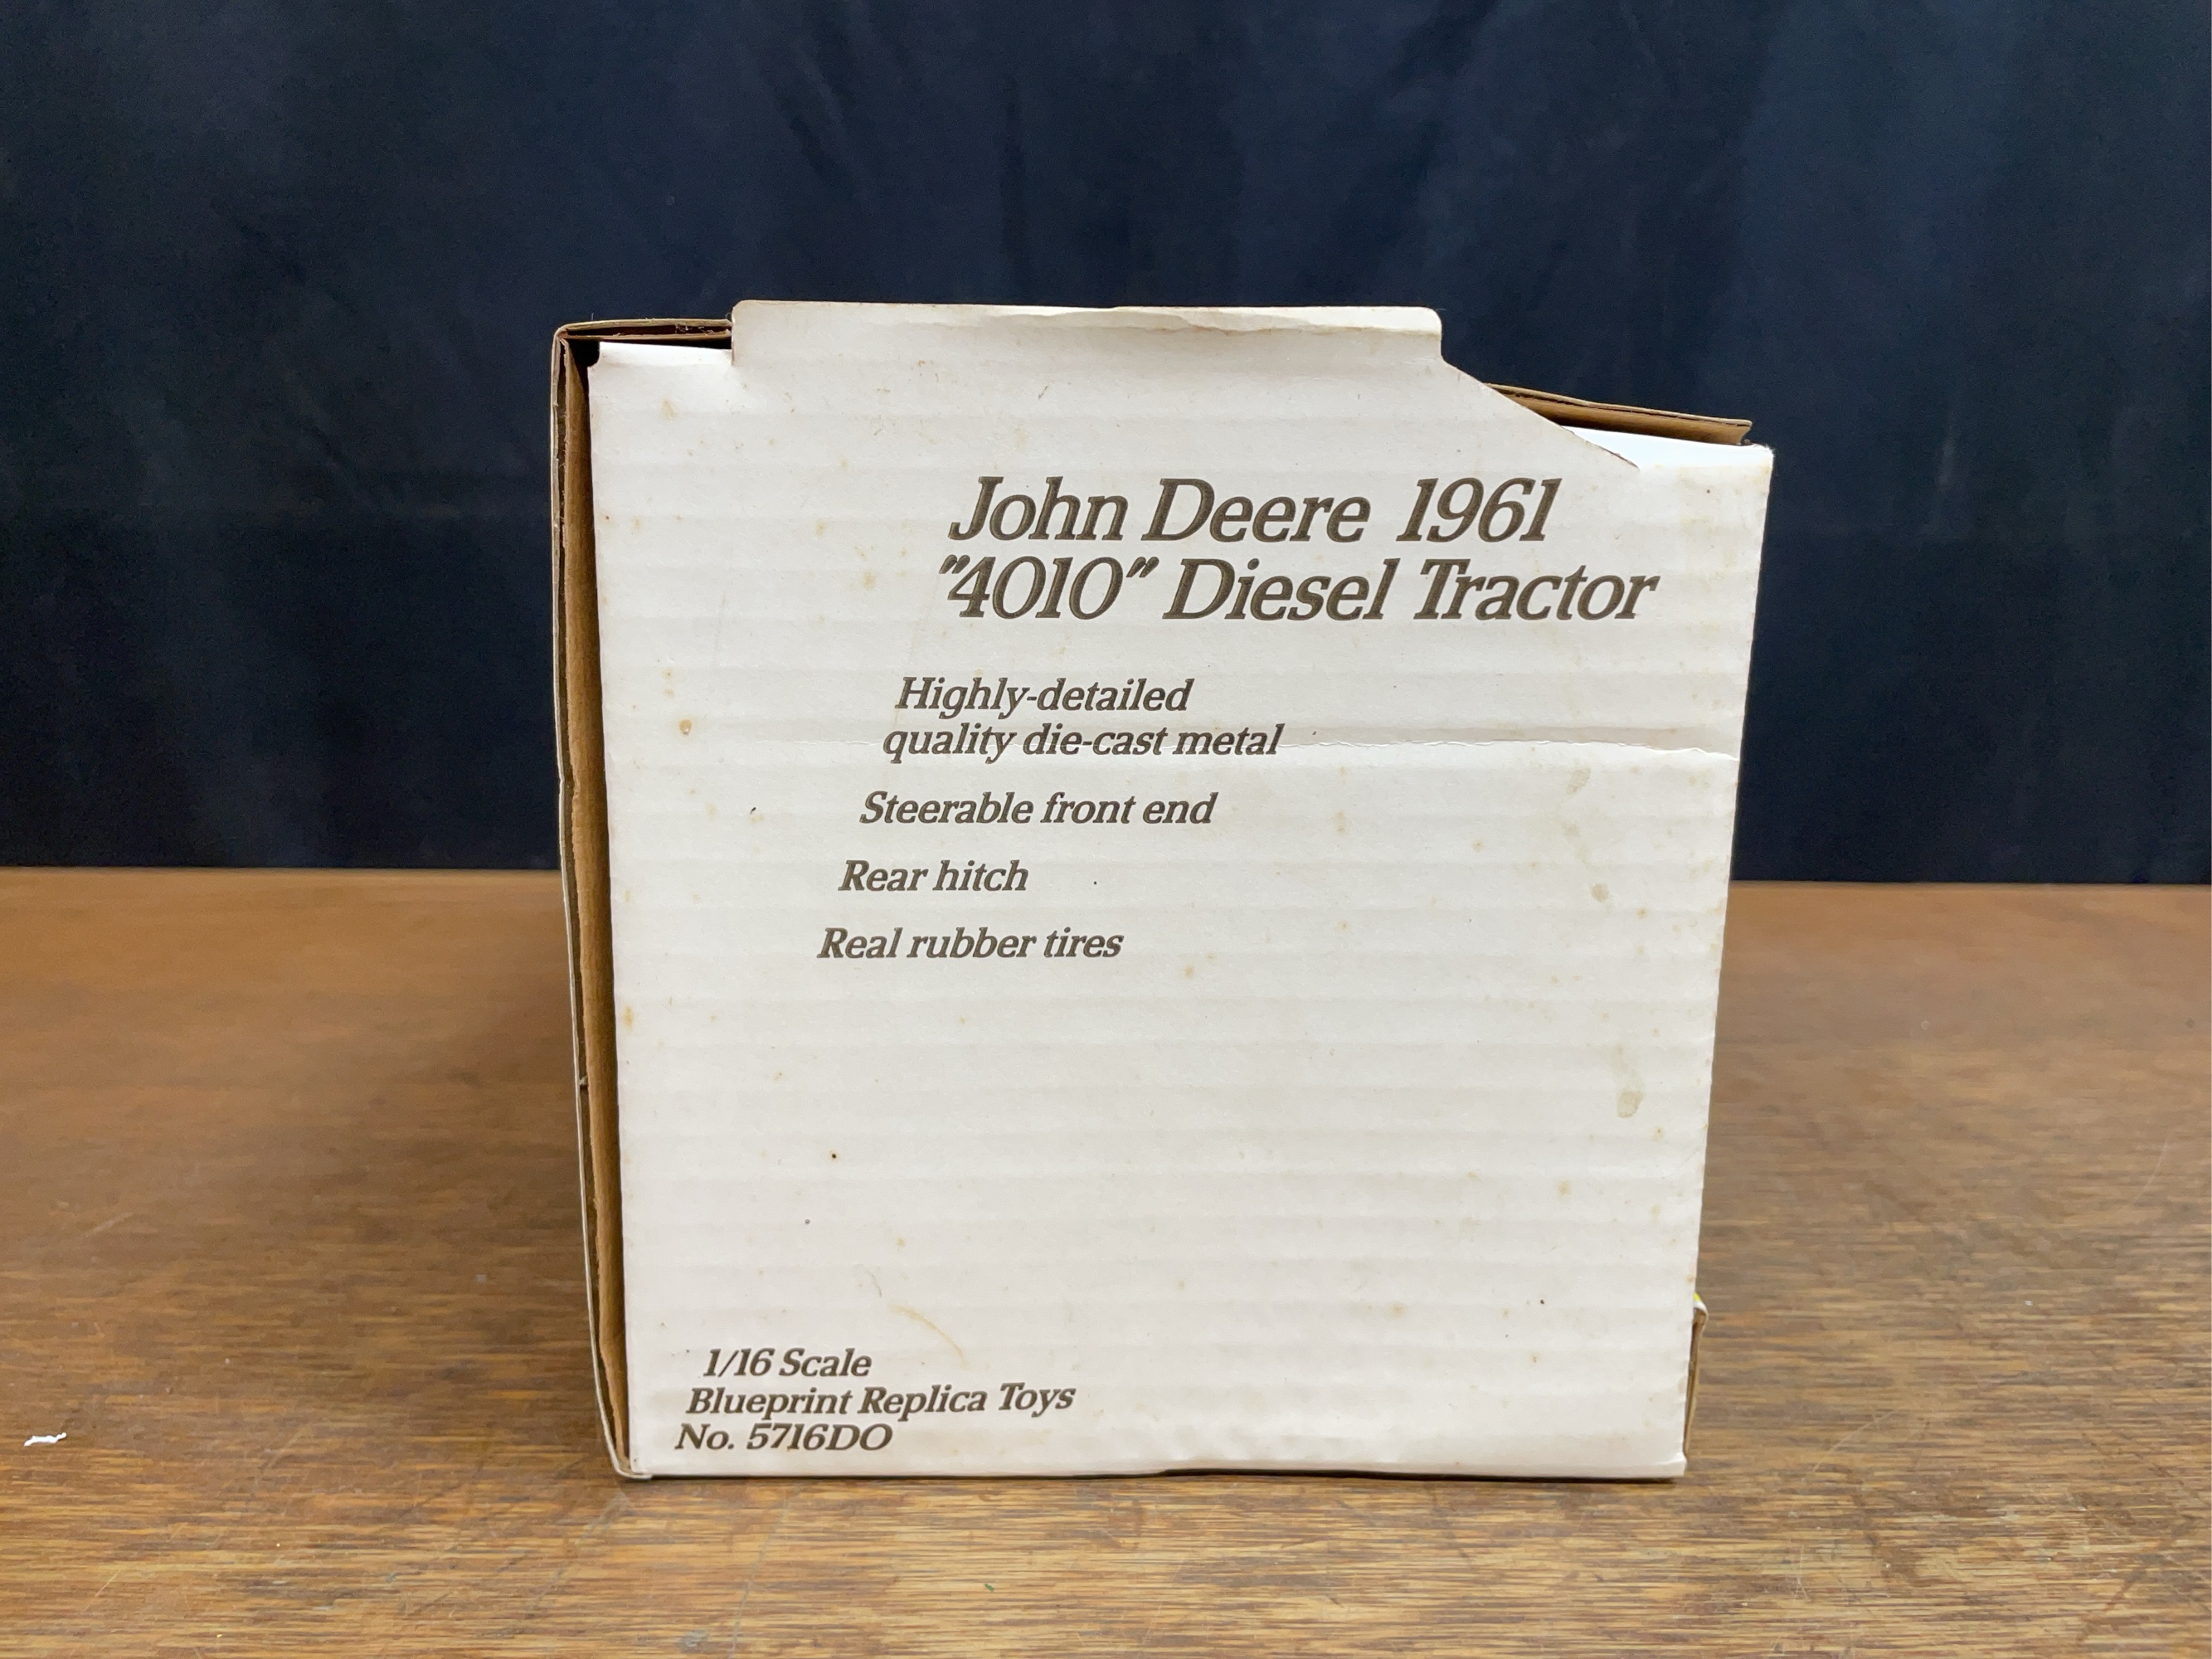 John Deere 1961
"4010" Diesel Tractor
Highly-detailed
quality die-cast metal
Steerable front end
Rear hitch
Real rubber tires
1/16 Scale
Blueprint Replica Toys
No. 5716DO